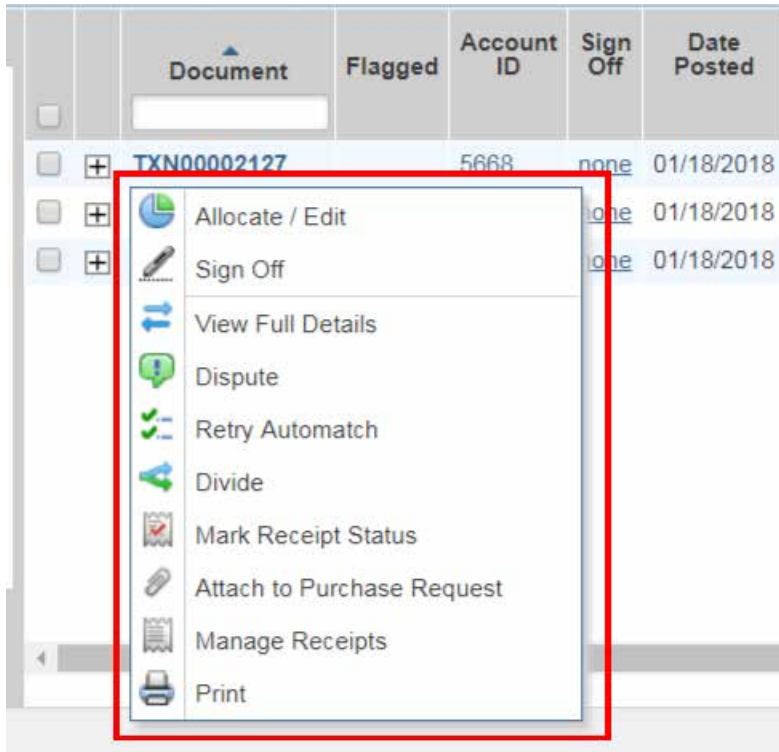 Document Flagged Account ID Sign Off Date Posted
TXN00002127 5668 none 01/18/2018
none 01/18/2018
none 01/18/2018
Allocate / Edit
Sign Off
View Full Details
Dispute
Retry Automatch
Divide
Mark Receipt Status
Attach to Purchase Request
Manage Receipts
Print